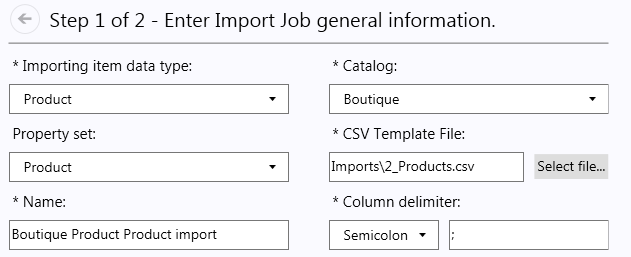 Step 1 of 2 - Enter Import Job general information.
* Importing item data type:
* Catalog:
Product
Boutique
Property set:
* CSV Template File:
Product
Imports\2_Products.csv
Select file...
* Name:
* Column delimiter:
Boutique Product Product import
Semicolon
;